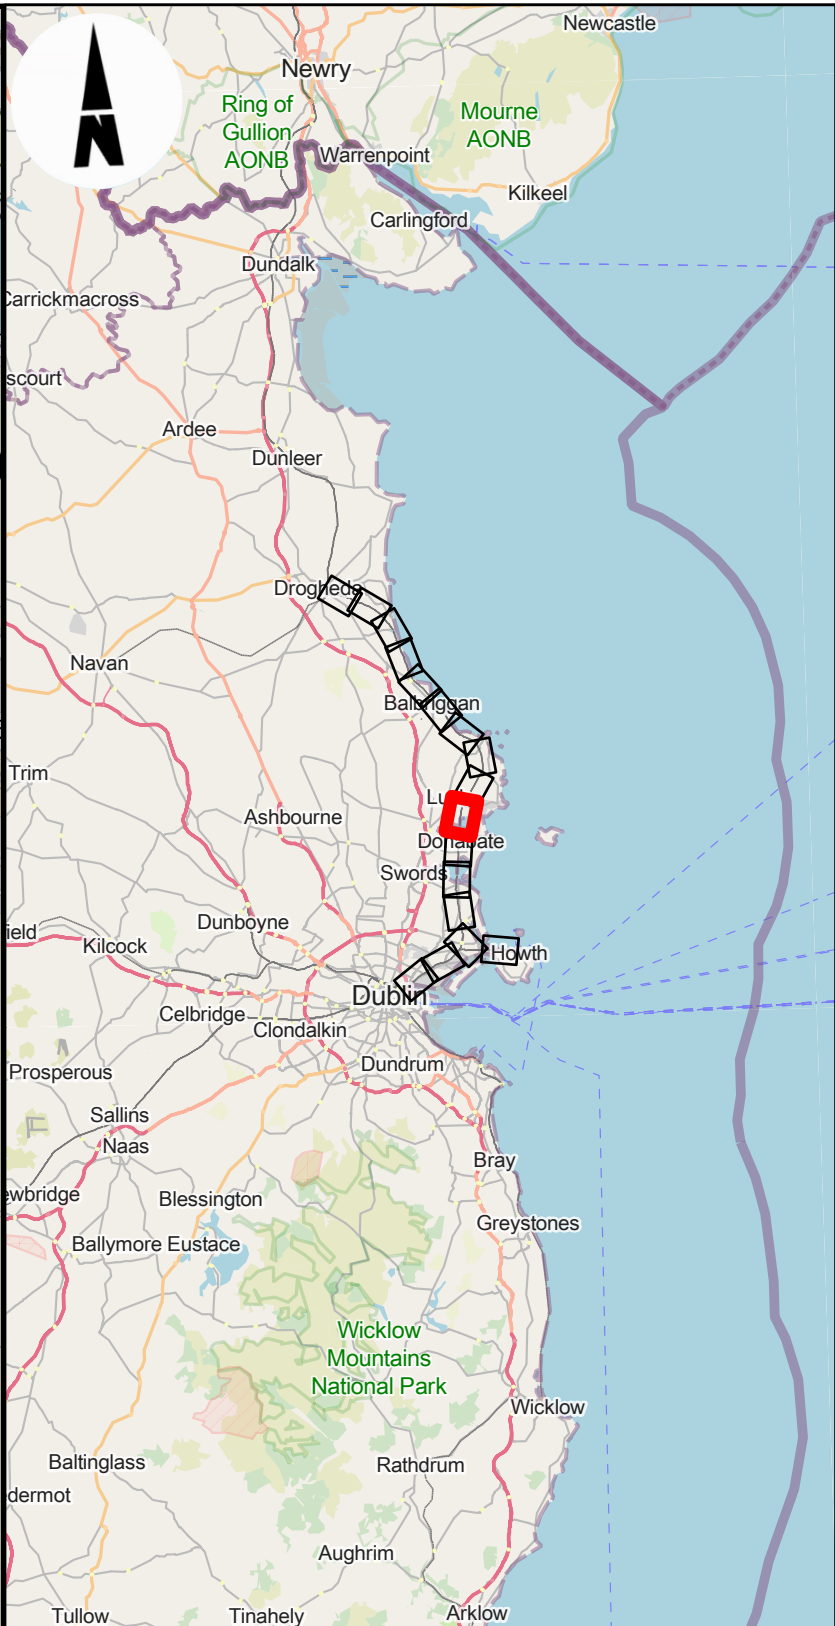 Newcastle
N
Newry
Ring of
Gullion
AONB
Mourne
AONB
Warrenpoint
Kilkeel
Carlingford
Dundalk
Carrickmacross
scourt
Ardee
Dunleer
Drogheda
Navan
Balbriggan
Trim
Lu
Ashbourne
Donabate
Swords
Dunboyne
ield
Kilcock
Howth
Dublin
Celbridge
Clondalkin
Dundrum
Prosperous
Sallins
Naas
Bray
ewbridge
Blessington
Greystones
Ballymore Eustace
Wicklow
Mountains
National Park
Wicklow
Baltinglass
Rathdrum
dermot
Aughrim
Tullow
Tinahely
Arklow